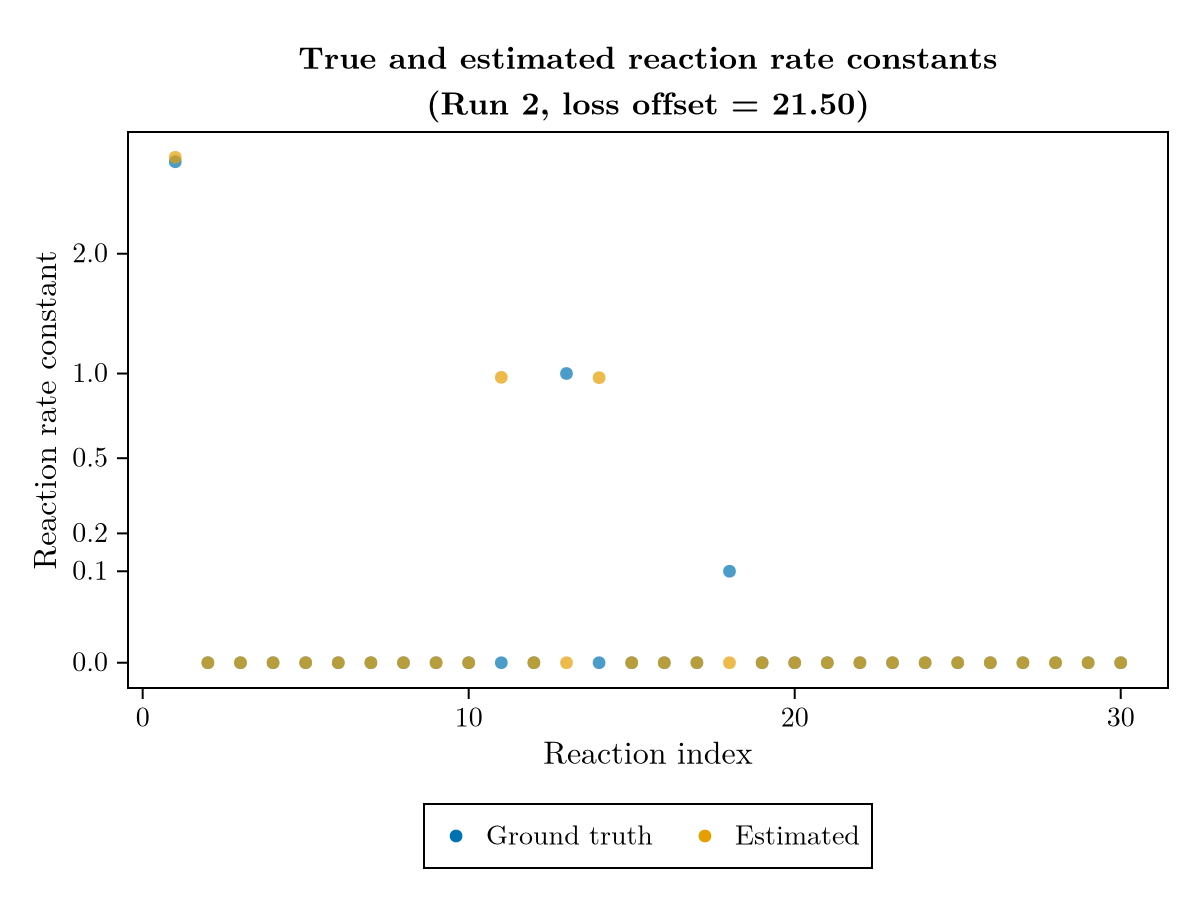 True and estimated reaction rate constants
(Run 2, loss offset = 21.50)
Reaction rate constant
2.0
1.0
0.5
0.2
0.1
0.0
0
10
20
30
Reaction index
Ground truth
Estimated